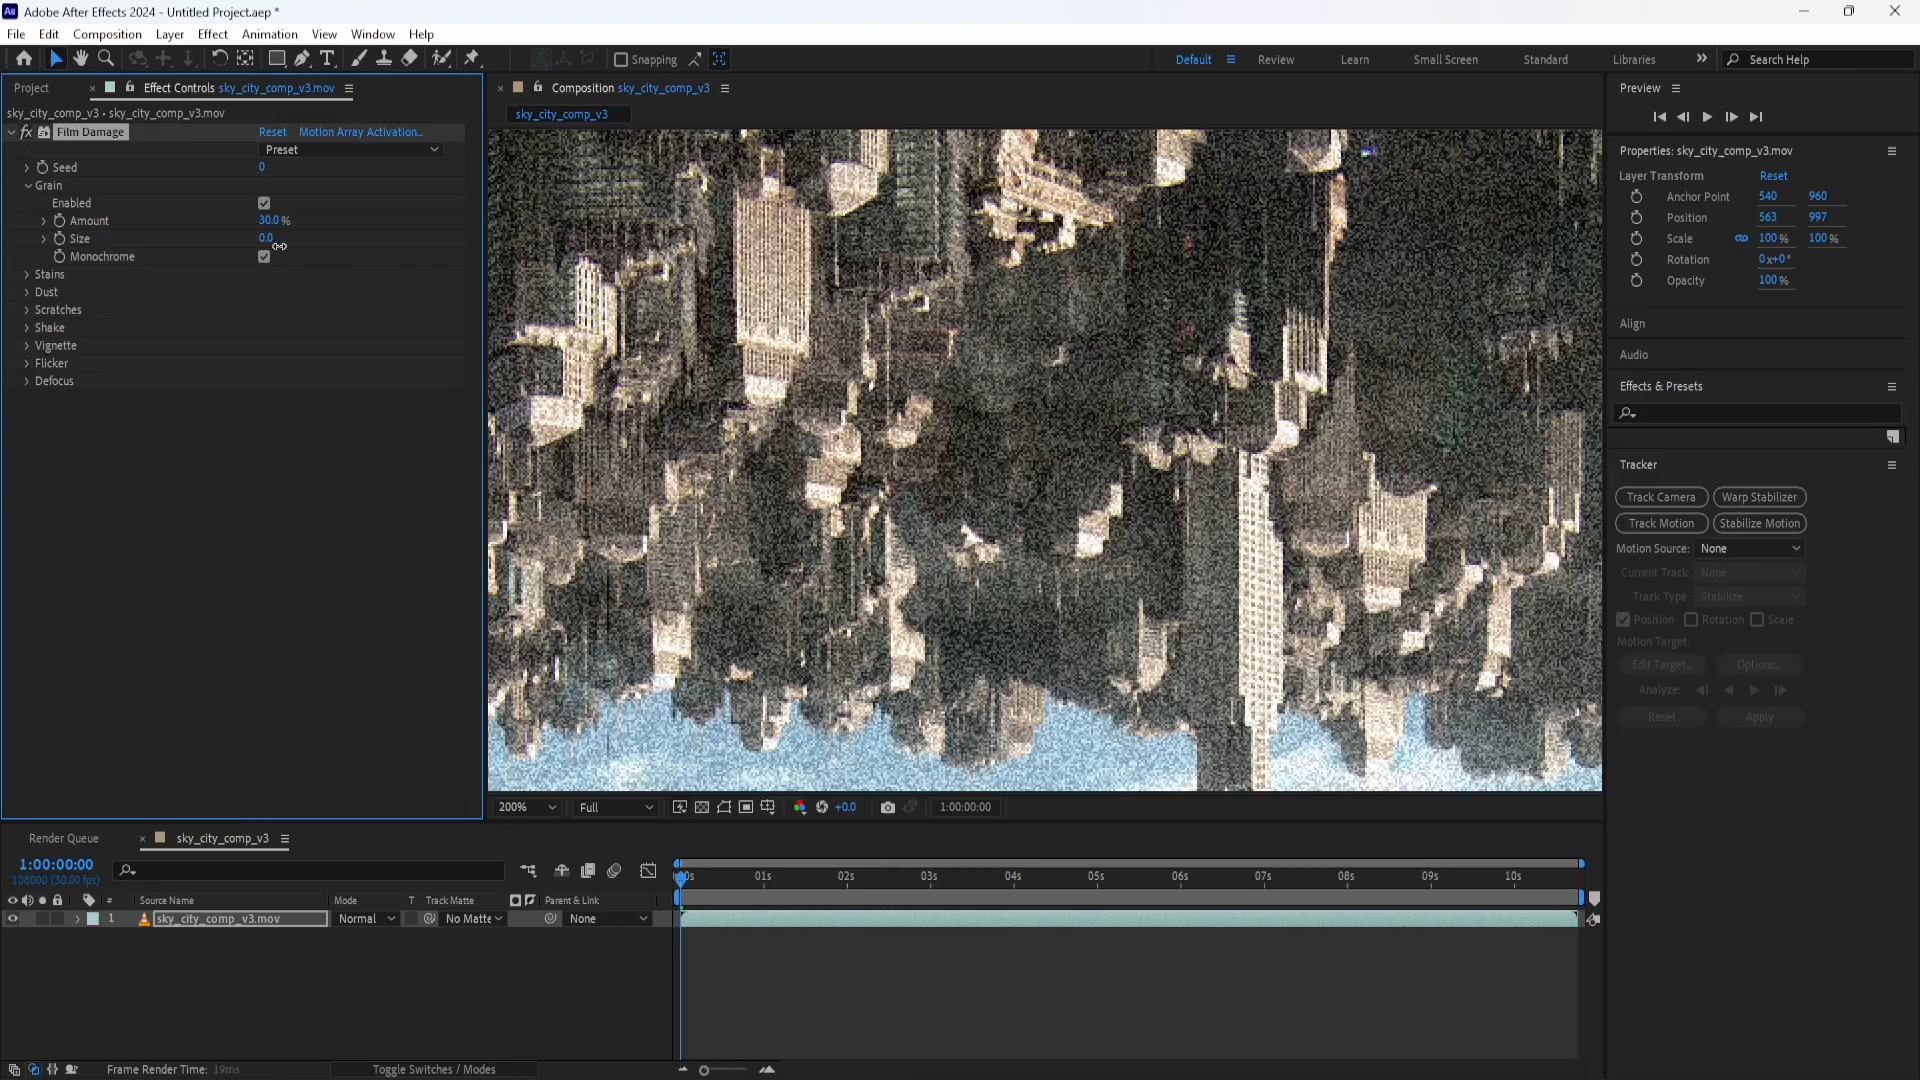 Ae Adobe After Effects 2024 - Untitled Project.aep *
File Edit Composition Layer Effect Animation View Window Help
Snapping Default Review Learn Small Screen Standard Libraries Search Help
Project Effect Controls sky_city_comp_v3.mov
sky_city_comp_v3 • sky_city_comp_v3.mov
fx Film Damage Reset Motion Array Activation...
Preset
Seed 0
Grain
Enabled
Amount 30.0 %
Size 0.0
Monochrome
Stains
Dust
Scratches
Shake
Vignette
Flicker
Defocus
Composition sky_city_comp_v3
sky_city_comp_v3
200% Full +0.0 1:00:00:00
Preview
Properties: sky_city_comp_v3.mov
Layer Transform Reset
Anchor Point 540 960
Position 563 997
Scale 100 % 100 %
Rotation 0x+0°
Opacity 100 %
Align
Audio
Effects & Presets
Tracker
Track Camera Warp Stabilizer
Track Motion Stabilize Motion
Motion Source: None
Current Track: None
Track Type: Stabilize
Position Rotation Scale
Motion Target:
Edit Target... Options...
Analyze:
Reset Apply
Render Queue sky_city_comp_v3
1:00:00:00
108000 (30.00 fps)
# Source Name Mode T Track Matte Parent & Link
1 sky_city_comp_v3.mov Normal No Matte None
00s 01s 02s 03s 04s 05s 06s 07s 08s 09s 10s
Frame Render Time: 19ms Toggle Switches / Modes